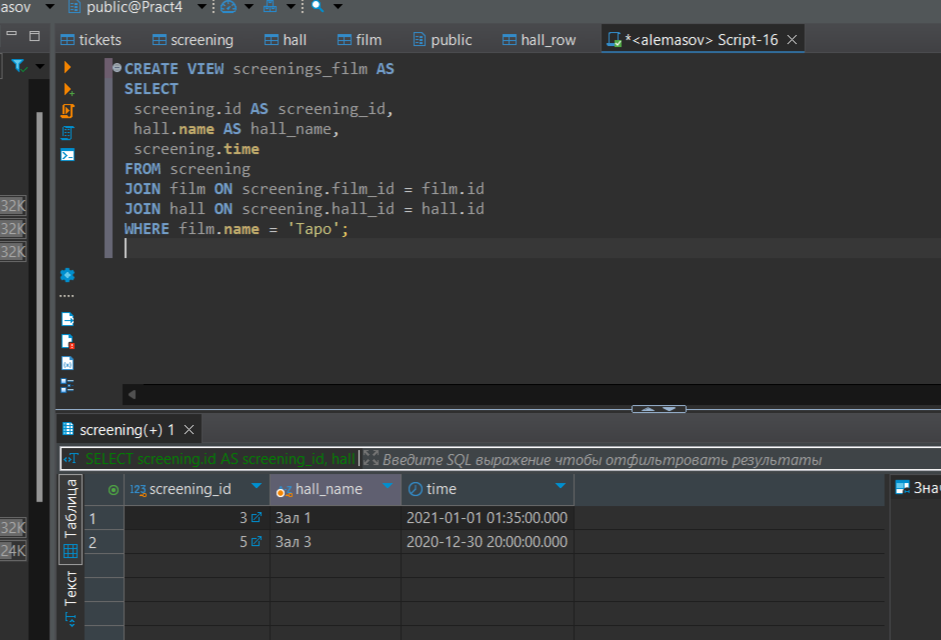 asov public@Pract4
tickets screening hall film public hall_row *<alemasov> Script-16
CREATE VIEW screenings_film AS
SELECT
screening.id AS screening_id,
hall.name AS hall_name,
screening.time
FROM screening
JOIN film ON screening.film_id = film.id
JOIN hall ON screening.hall_id = hall.id
WHERE film.name = 'Таро';
32K
32K
32K
screening(+) 1
SELECT screening.id AS screening_id, hall Введите SQL выражение чтобы отфильтровать результаты
Таблица
Текст
123 screening_id hall_name time
1 3 Зал 1 2021-01-01 01:35:00.000
2 5 Зал 3 2020-12-30 20:00:00.000
Знач
32K
24K